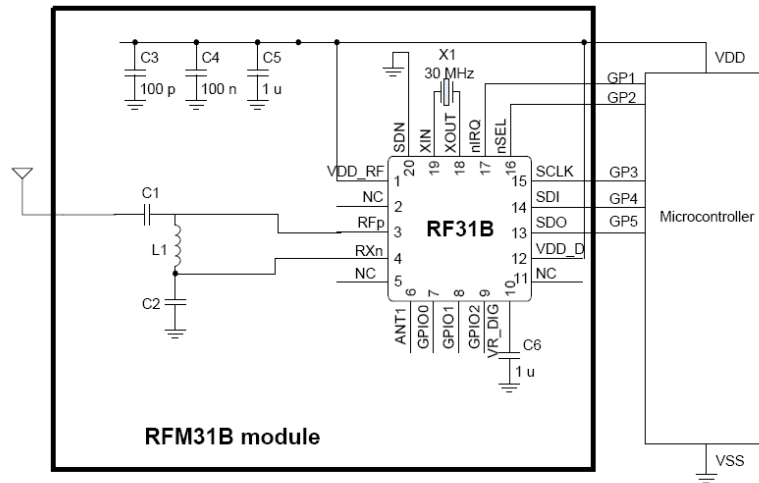 C3
100 p
C4
100 n
C5
1 u
X1
30 MHz
VDD
GP1
GP2
SDN
XIN
XOUT
nIRQ
nSEL
20
19
18
17
16
VDD_RF
1
NC
2
RFp
3
RXn
4
NC
5
RF31B
15
SCLK
GP3
14
SDI
GP4
13
SDO
GP5
12
VDD_D
11
NC
Microcontroller
C1
L1
C2
6
7
8
9
10
ANT1
GPIO0
GPIO1
GPIO2
VR_DIG
C6
1 u
RFM31B module
VSS